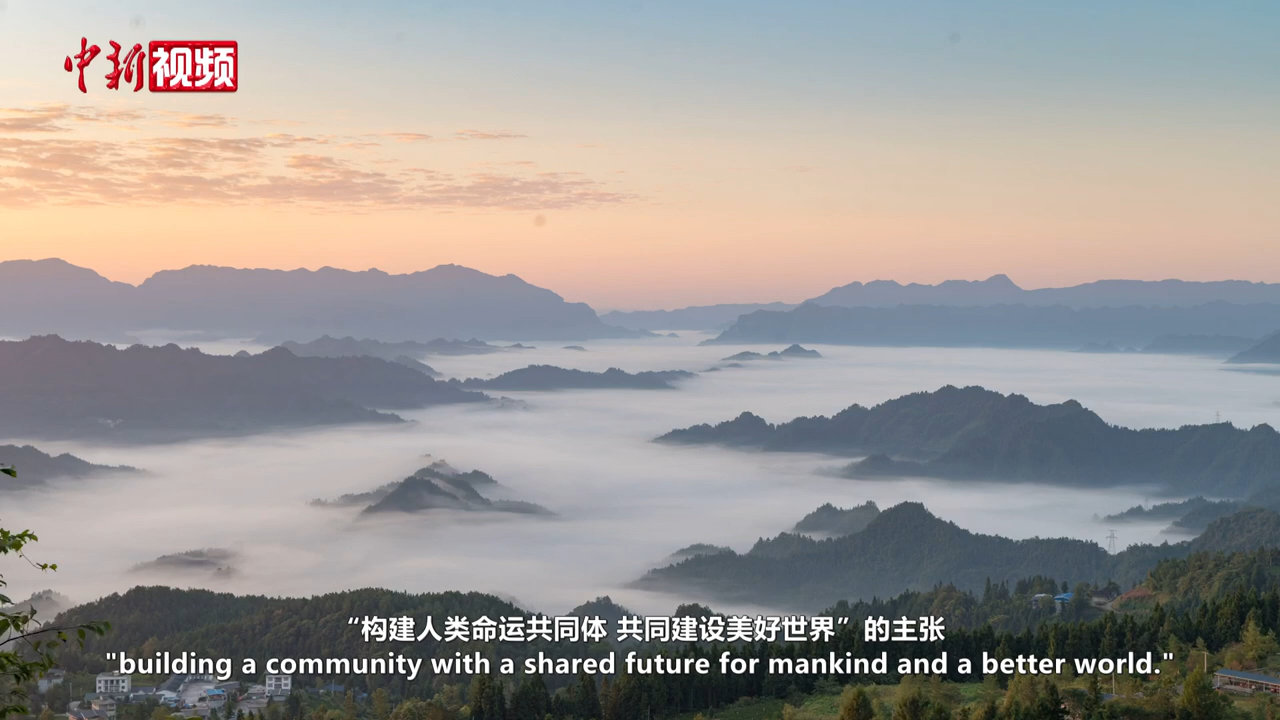 中新视频
“构建人类命运共同体 共同建设美好世界”的主张
"building a community with a shared future for mankind and a better world."